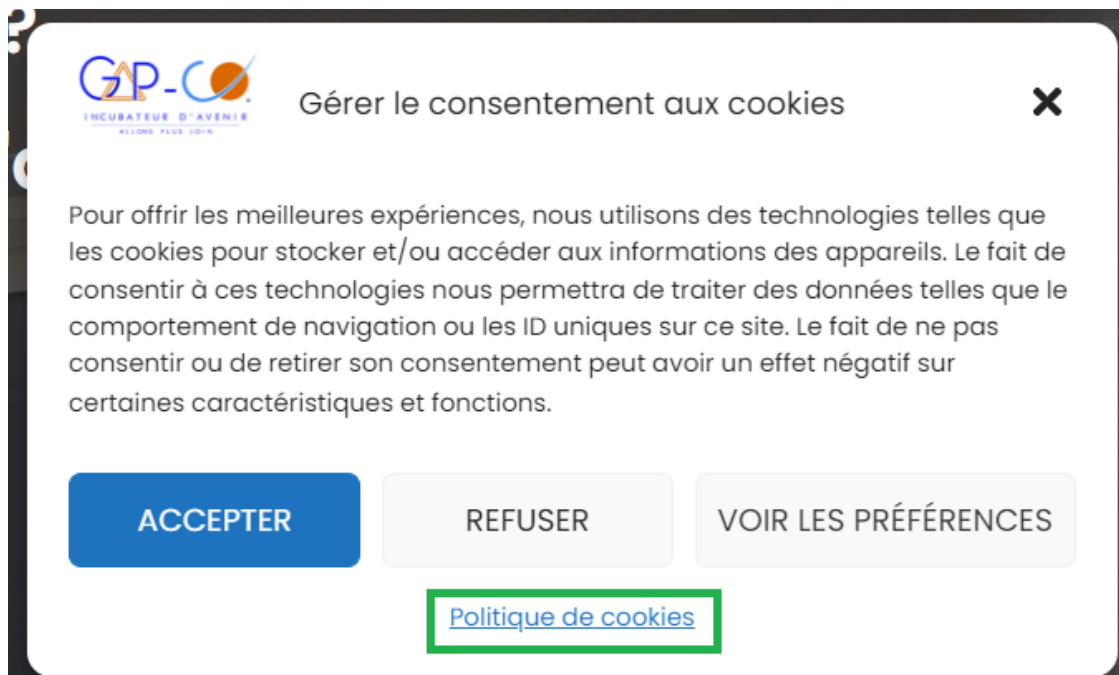 ?
GAP-CO
INCUBATEUR D'AVENIR
ALLONS PLUS LOIN
Gérer le consentement aux cookies
Pour offrir les meilleures expériences, nous utilisons des technologies telles que
les cookies pour stocker et/ou accéder aux informations des appareils. Le fait de
consentir à ces technologies nous permettra de traiter des données telles que le
comportement de navigation ou les ID uniques sur ce site. Le fait de ne pas
consentir ou de retirer son consentement peut avoir un effet négatif sur
certaines caractéristiques et fonctions.
ACCEPTER
REFUSER
VOIR LES PRÉFÉRENCES
Politique de cookies